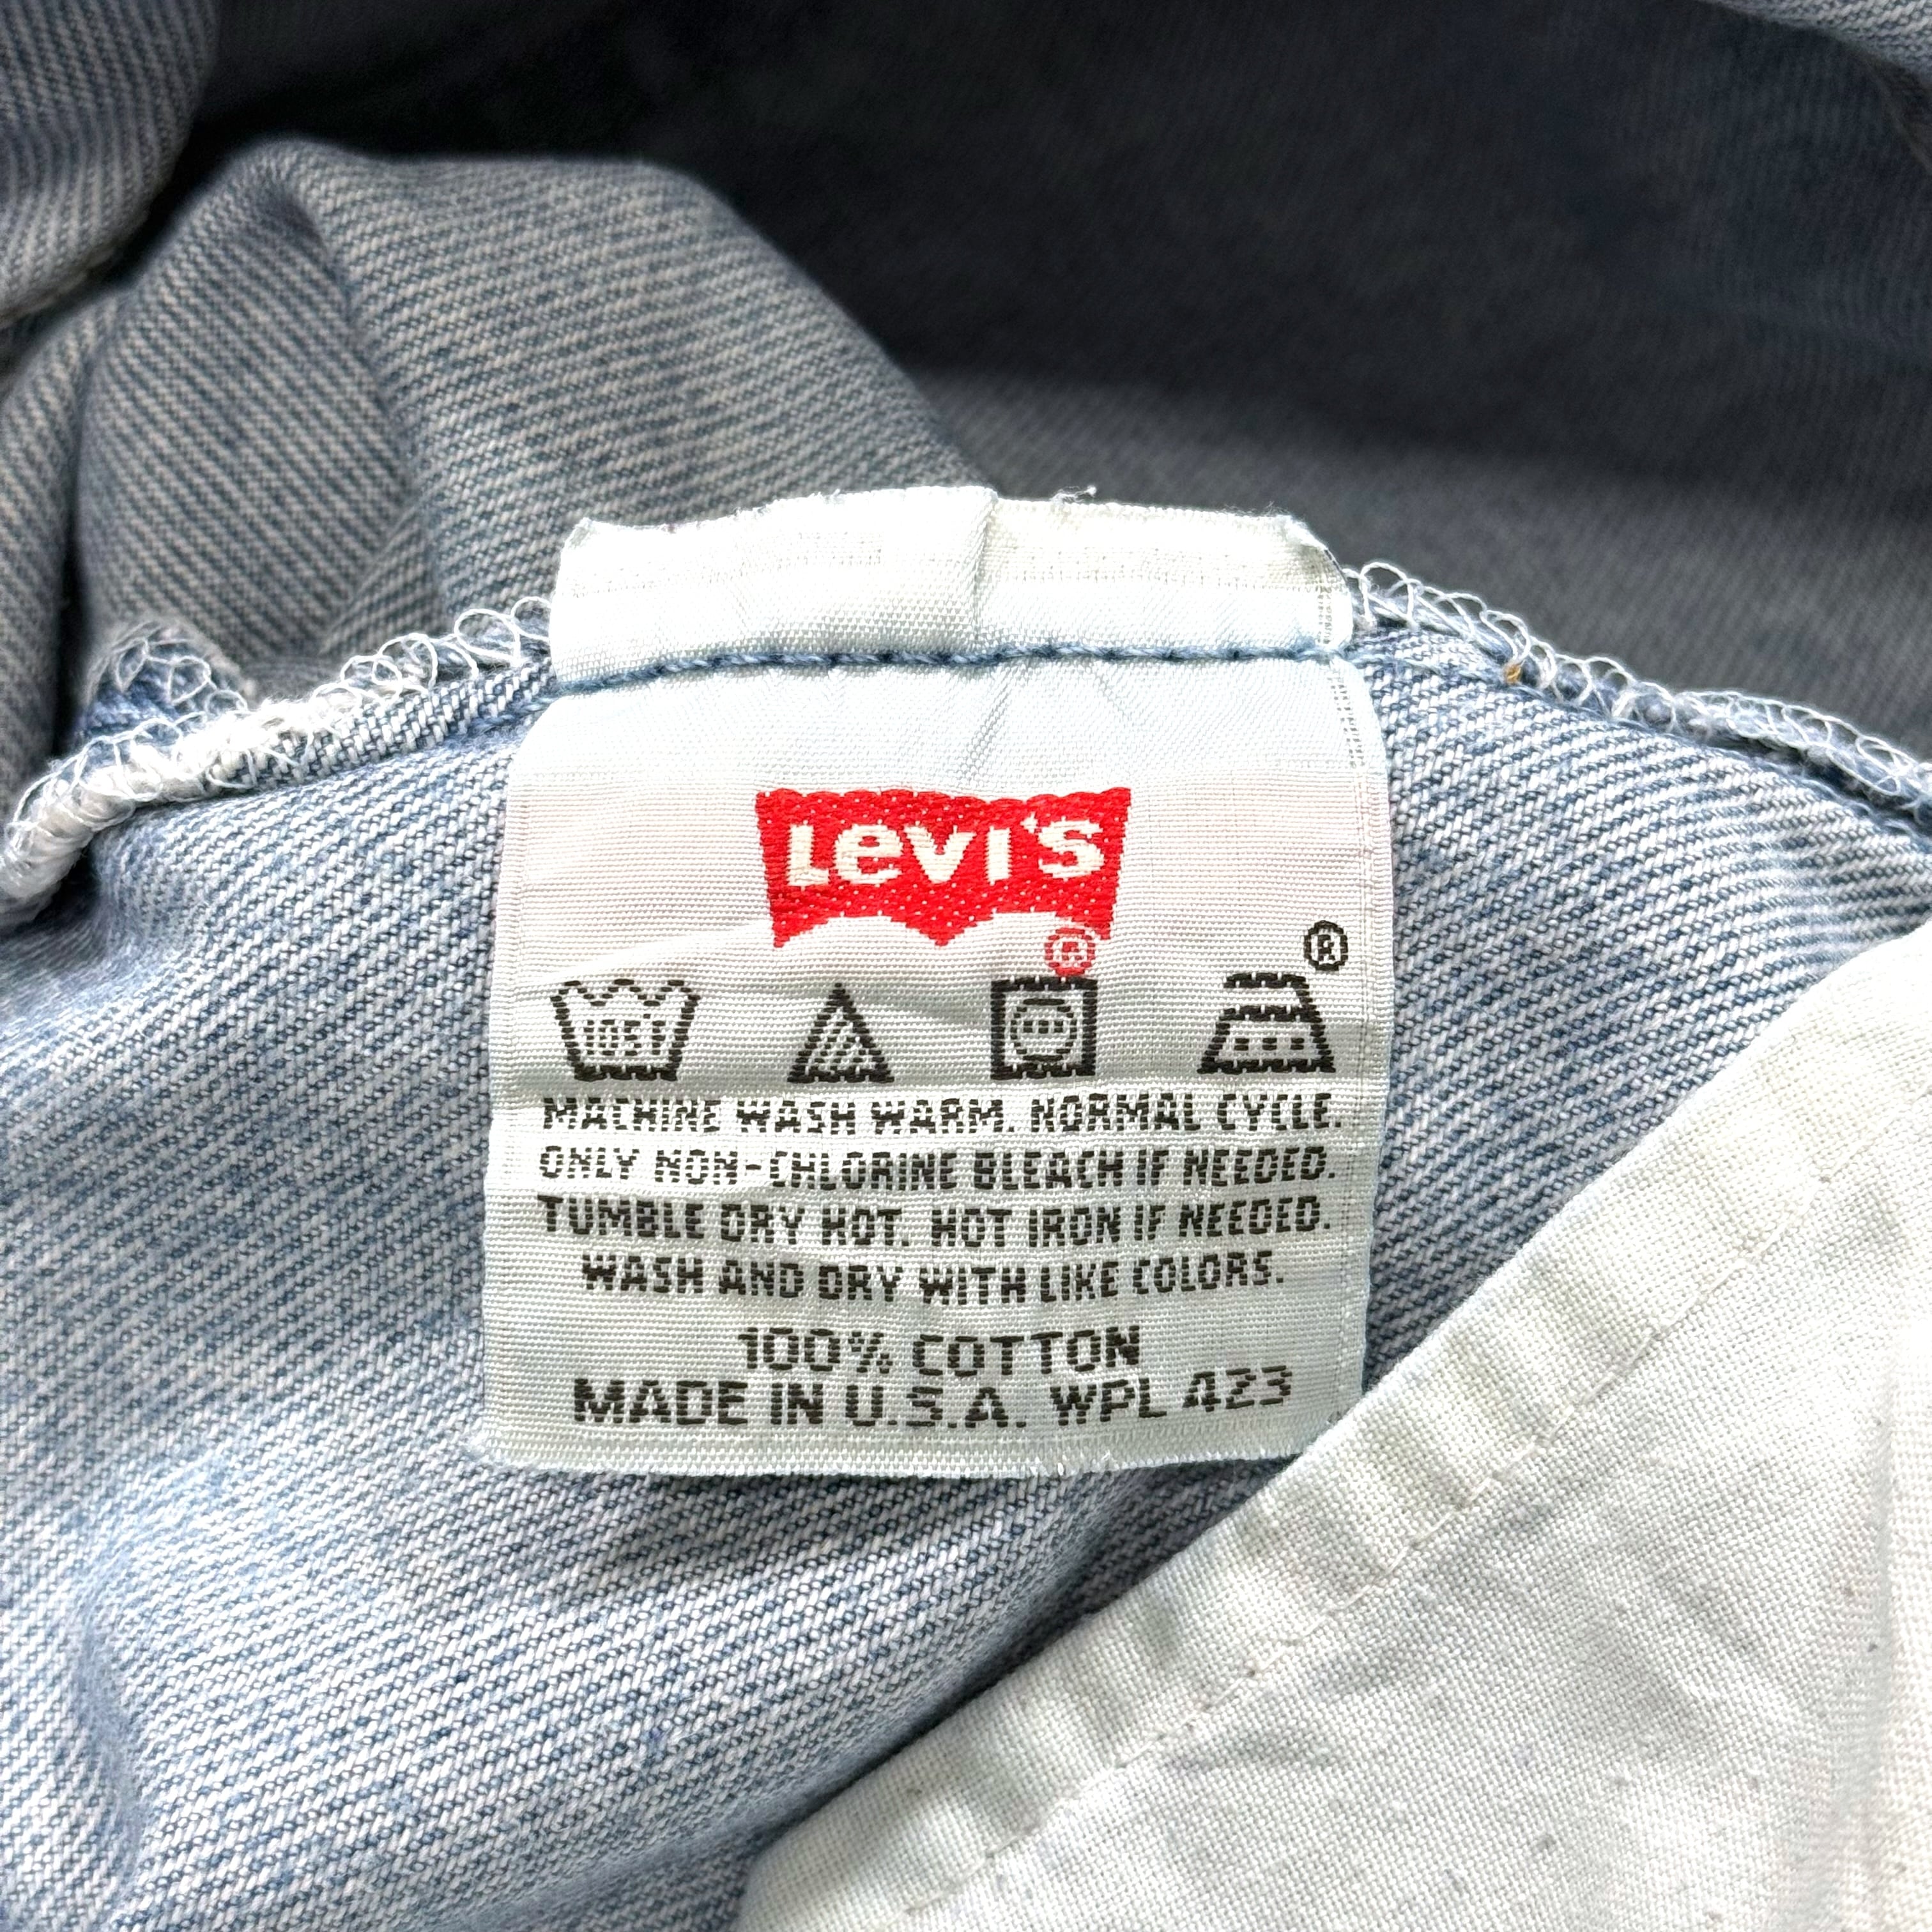 LEVI'S
®
®
105°F
MACHINE WASH WARM. NORMAL CYCLE.
ONLY NON-CHLORINE BLEACH IF NEEDED.
TUMBLE DRY HOT. HOT IRON IF NEEDED.
WASH AND DRY WITH LIKE COLORS.
100% COTTON
MADE IN U.S.A. WPL 423